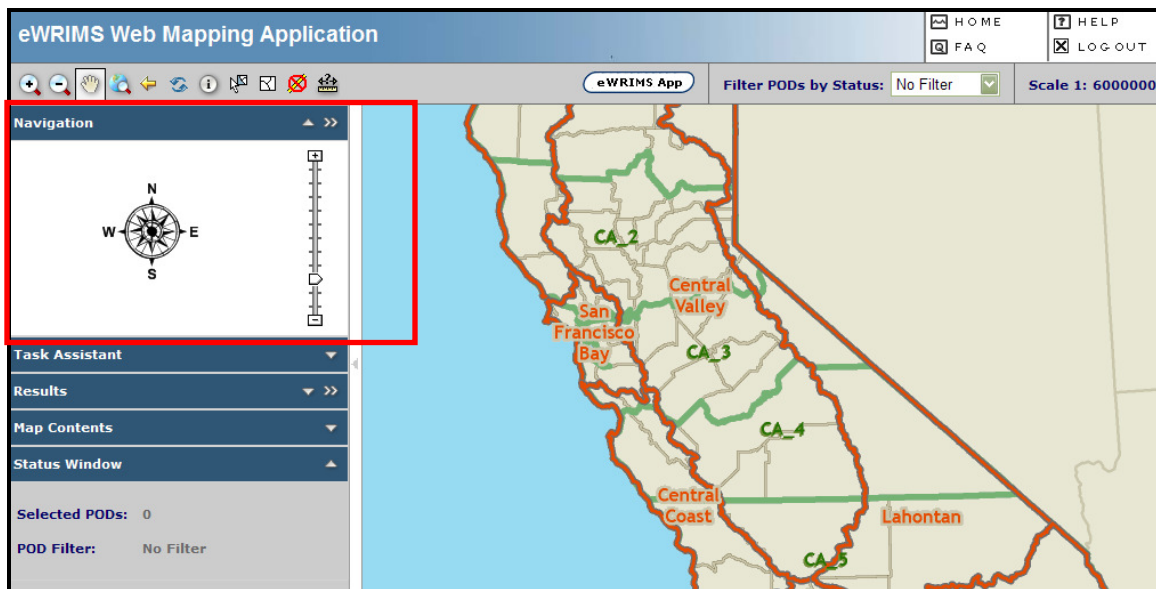 eWRIMS Web Mapping Application
HOME
HELP
FAQ
LOGOUT
eWRIMS App
Filter PODs by Status: No Filter
Scale 1: 6000000
Navigation
N
W
E
S
Task Assistant
Results
Map Contents
Status Window
Selected PODs: 0
POD Filter: No Filter
CA_2
Central
Valley
San
Francisco
Bay
CA_3
CA_4
Central
Coast
Lahontan
CA_5